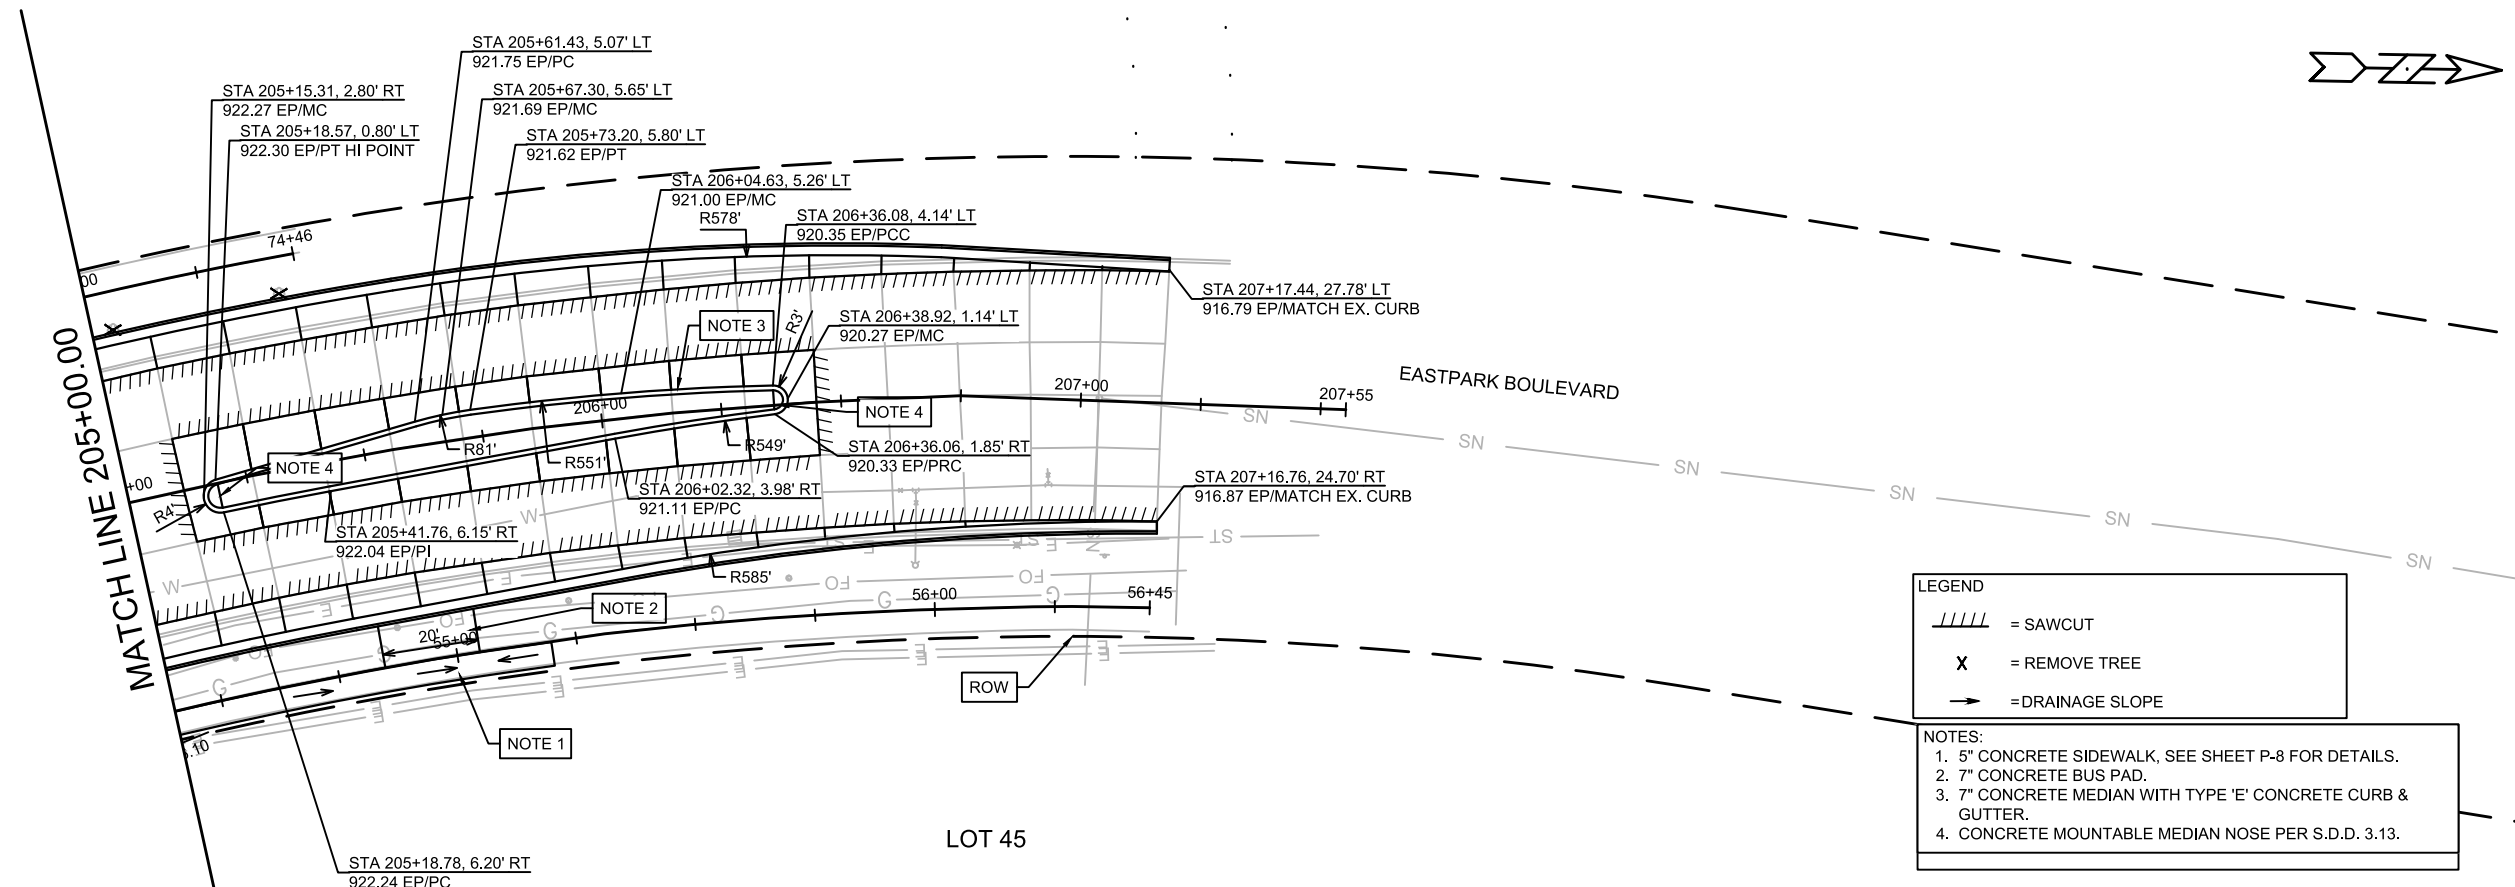 STA 205+61.43, 5.07' LT
921.75 EP/PC
STA 205+15.31, 2.80' RT
922.27 EP/MC
STA 205+67.30, 5.65' LT
921.69 EP/MC
STA 205+18.57, 0.80' LT
922.30 EP/PT HI POINT
STA 205+73.20, 5.80' LT
921.62 EP/PT
STA 206+04.63, 5.26' LT
921.00 EP/MC
R578'
STA 206+36.08, 4.14' LT
920.35 EP/PCC
74+46
00
STA 207+17.44, 27.78' LT
916.79 EP/MATCH EX. CURB
NOTE 3
R3'
STA 206+38.92, 1.14' LT
920.27 EP/MC
MATCH LINE 205+00.00
206+00
207+00
207+55
EASTPARK BOULEVARD
NOTE 4
SN
SN
SN
SN
SN
SN
R81'
R551'
R549'
STA 206+36.06, 1.85' RT
920.33 EP/PRC
NOTE 4
+00
R4'
STA 206+02.32, 3.98' RT
921.11 EP/PC
STA 207+16.76, 24.70' RT
916.87 EP/MATCH EX. CURB
STA 205+41.76, 6.15' RT
922.04 EP/PI
W
W
E
E
E
ST
R585'
FO
FO
FO
FO
NOTE 2
20'
55+00
56+00
56+45
G
G
G
G
G
G
E
E
E
E
E
ROW
NOTE 1
.10
LOT 45
STA 205+18.78, 6.20' RT
922.24 EP/PC
LEGEND
= SAWCUT
X = REMOVE TREE
=DRAINAGE SLOPE
NOTES:
1. 5" CONCRETE SIDEWALK, SEE SHEET P-8 FOR DETAILS.
2. 7" CONCRETE BUS PAD.
3. 7" CONCRETE MEDIAN WITH TYPE 'E' CONCRETE CURB &
GUTTER.
4. CONCRETE MOUNTABLE MEDIAN NOSE PER S.D.D. 3.13.